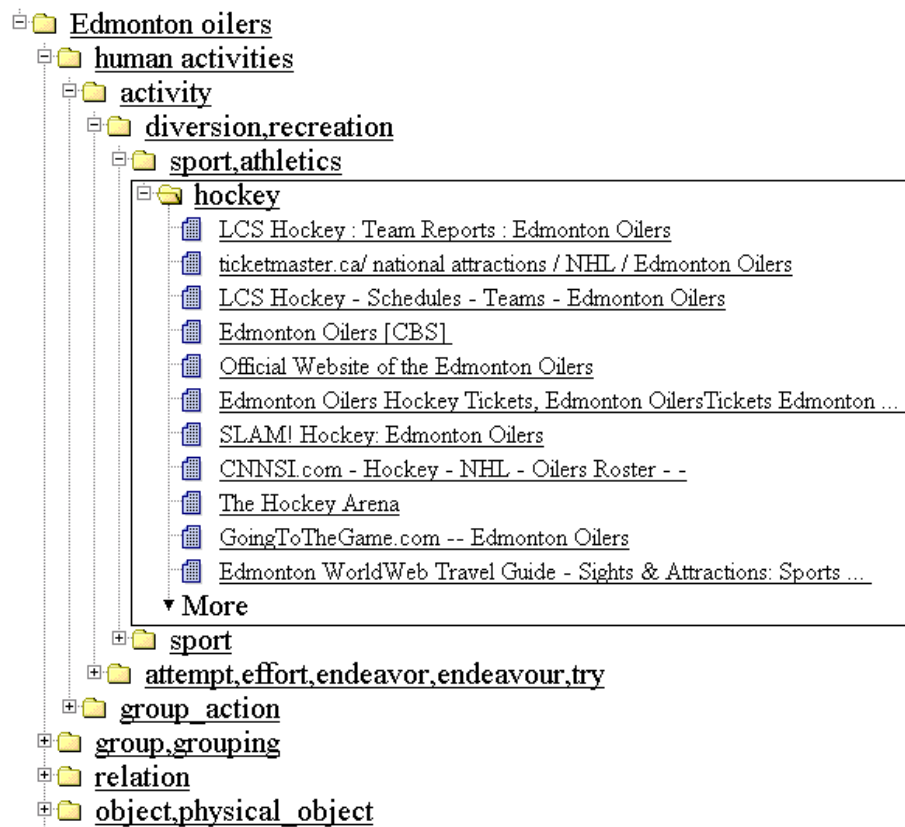 Edmonton oilers
human activities
activity
diversion,recreation
sport,athletics
hockey
LCS Hockey : Team Reports : Edmonton Oilers
ticketmaster.ca/ national attractions / NHL / Edmonton Oilers
LCS Hockey - Schedules - Teams - Edmonton Oilers
Edmonton Oilers [CBS]
Official Website of the Edmonton Oilers
Edmonton Oilers Hockey Tickets, Edmonton OilersTickets Edmonton ...
SLAM! Hockey: Edmonton Oilers
CNNSI.com - Hockey - NHL - Oilers Roster - -
The Hockey Arena
GoingToTheGame.com -- Edmonton Oilers
Edmonton WorldWeb Travel Guide - Sights & Attractions: Sports ...
More
sport
attempt,effort,endeavor,endeavour,try
group_action
group,grouping
relation
object,physical_object